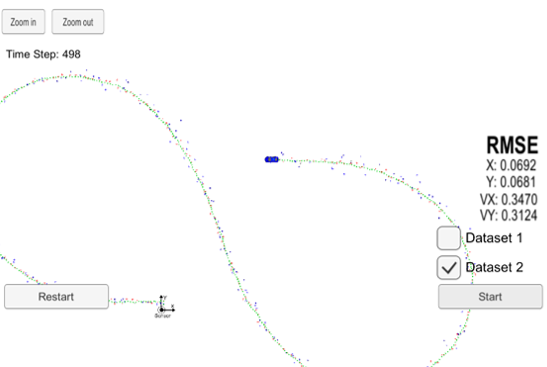 Zoom in
Zoom out
Time Step: 498
RMSE
X: 0.0692
Y: 0.0681
VX: 0.3470
VY: 0.3124
Dataset 1
Dataset 2
Restart
Start
y
x